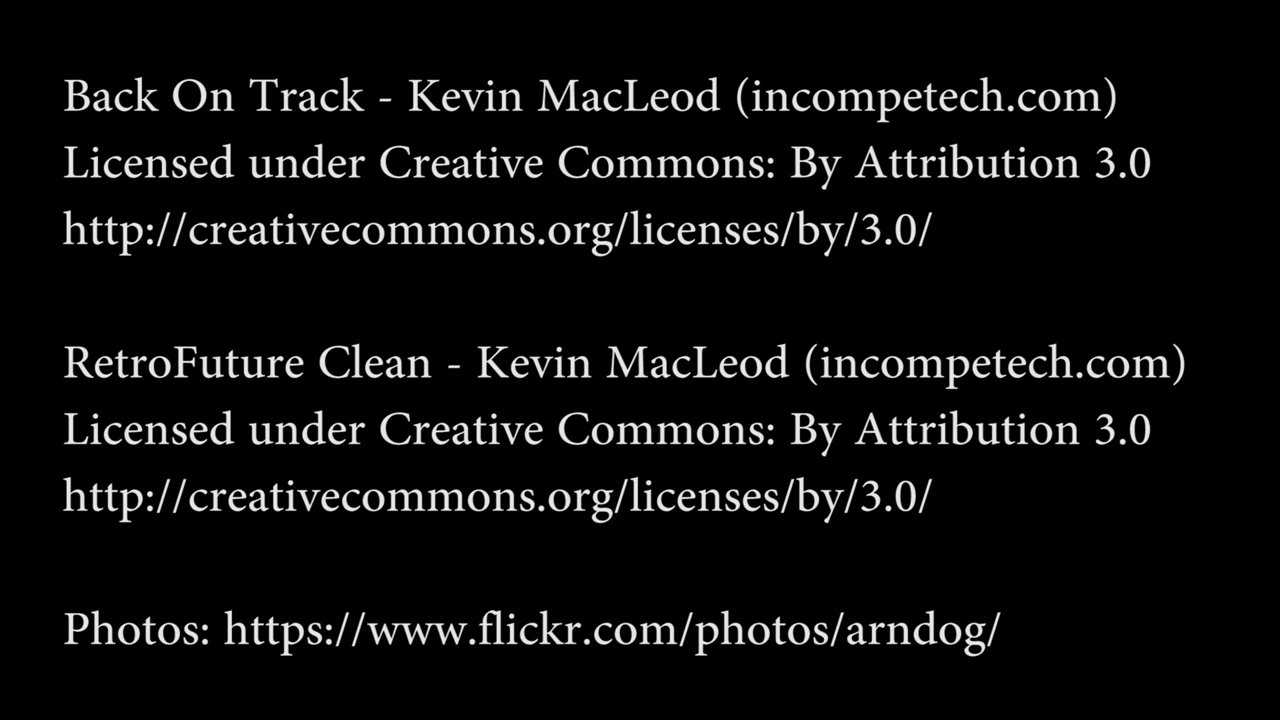 Back On Track - Kevin MacLeod (incompetech.com)
Licensed under Creative Commons: By Attribution 3.0
http://creativecommons.org/licenses/by/3.0/
RetroFuture Clean - Kevin MacLeod (incompetech.com)
Licensed under Creative Commons: By Attribution 3.0
http://creativecommons.org/licenses/by/3.0/
Photos: https://www.flickr.com/photos/arndog/